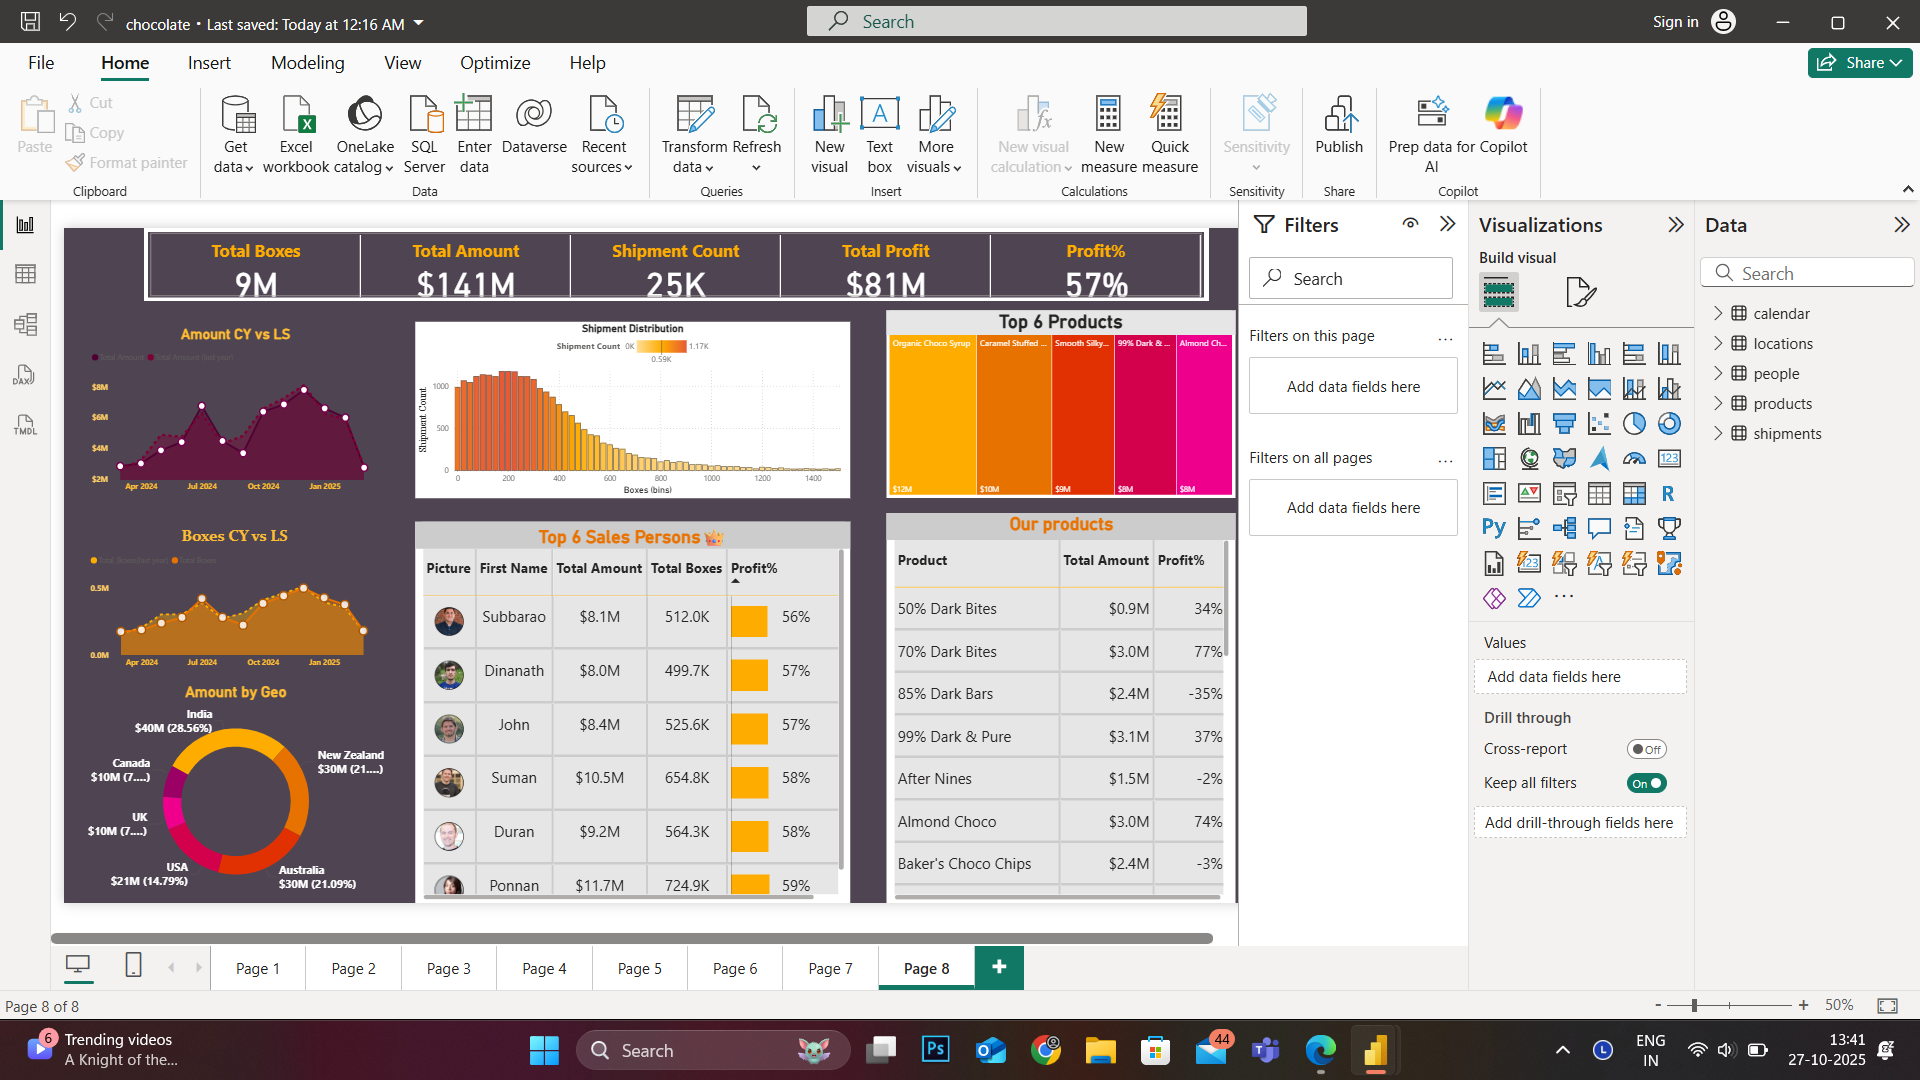 chocolate • Last saved: Today at 12:16 AM
Search
Sign in
File
Home
Insert
Modeling
View
Optimize
Help
Share
Paste
Cut
Copy
Format painter
Clipboard
Get data
Excel workbook
OneLake catalog
SQL Server
Enter data
Dataverse
Recent sources
Data
Transform data
Refresh
Queries
New visual
Text box
More visuals
Insert
New visual calculation
New measure
Quick measure
Calculations
Sensitivity
Sensitivity
Publish
Share
Prep data for AI
Copilot
Copilot
Total Boxes
9M
Total Amount
$141M
Shipment Count
25K
Total Profit
$81M
Profit%
57%
Amount CY vs LS
Total Amount
Total Amount (last year)
$8M
$6M
$4M
$2M
Apr 2024
Jul 2024
Oct 2024
Jan 2025
Boxes CY vs LS
Total Boxes
0.5M
0.0M
Apr 2024
Jul 2024
Oct 2024
Jan 2025
Amount by Geo
India
$40M (28.56%)
New Zealand
$30M (21....)
Canada
$10M (7....)
UK
$10M (7....)
USA
$21M (14.79%)
Australia
$30M (21.09%)
Shipment Distribution
Shipment Count 0K 1.17K
0.59K
Shipment Count
1000
500
0
0 200 400 600 800 1000 1200 1400
Boxes (bins)
Top 6 Sales Persons
Picture First Name Total Amount Total Boxes Profit%
Subbarao $8.1M 512.0K 56%
Dinanath $8.0M 499.7K 57%
John $8.4M 525.6K 57%
Suman $10.5M 654.8K 58%
Duran $9.2M 564.3K 58%
Ponnan $11.7M 724.9K 59%
Top 6 Products
Organic Choco Syrup
Caramel Stuffed ...
Smooth Silky...
99% Dark & ...
Almond Ch...
$12M
$10M
$9M
$8M
$8M
Our products
Product Total Amount Profit%
50% Dark Bites $0.9M 34%
70% Dark Bites $3.0M 77%
85% Dark Bars $2.4M -35%
99% Dark & Pure $3.1M 37%
After Nines $1.5M -2%
Almond Choco $3.0M 74%
Baker's Choco Chips $2.4M -3%
Filters
Search
Filters on this page
...
Add data fields here
Filters on all pages
...
Add data fields here
Visualizations
Build visual
123
R
Py
123
...
Values
Add data fields here
Drill through
Cross-report
Off
Keep all filters
On
Add drill-through fields here
Data
Search
calendar
locations
people
products
shipments
DAX
TMDL
Page 1
Page 2
Page 3
Page 4
Page 5
Page 6
Page 7
Page 8
+
Page 8 of 8
- + 50%
6
Trending videos
A Knight of the...
Search
Ps
44
L
ENG
IN
13:41
27-10-2025